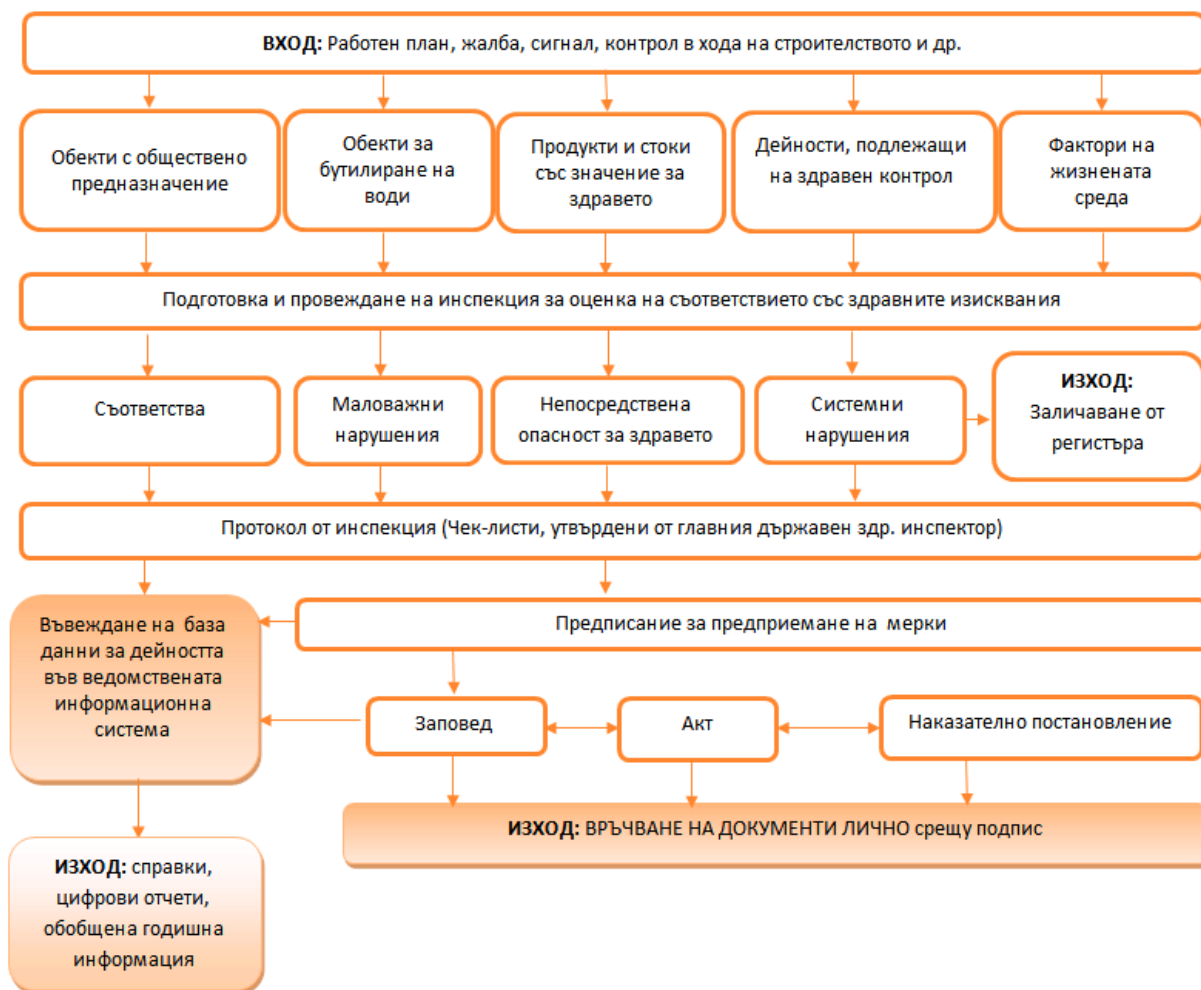 ВХОД: Работен план, жалба, сигнал, контрол в хода на строителството и др.
Обекти с обществено
предназначение
Обекти за
бутилиране на
води
Продукти и стоки
със значение за
здравето
Дейности, подлежащи
на здравен контрол
Фактори на
жизнената
среда
Подготовка и провеждане на инспекция за оценка на съответствието със здравните изисквания
Съответства
Маловажни
нарушения
Непосредствена
опасност за здравето
Системни
нарушения
ИЗХОД:
Заличаване от
регистъра
Протокол от инспекция (Чек-листи, утвърдени от главния държавен здр. инспектор)
Въвеждане на база
данни за дейността
във ведомствената
информационна
система
Предписание за предприемане на мерки
Заповед
Акт
Наказателно постановление
ИЗХОД: ВРЪЧВАНЕ НА ДОКУМЕНТИ ЛИЧНО срещу подпис
ИЗХОД: справки,
цифрови отчети,
обобщена годишна
информация